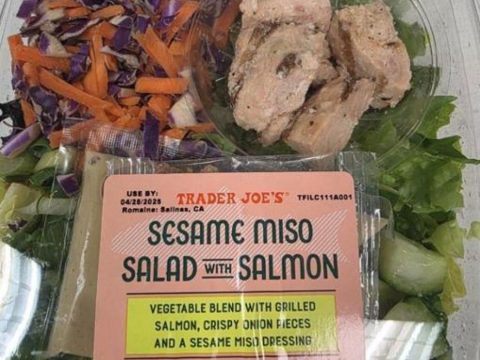 USE BY:
04/28/2025
Romaine: Salinas, CA
TRADER JOE'S®
TFILC111A001
SESAME MISO
SALAD WITH SALMON
VEGETABLE BLEND WITH GRILLED
SALMON, CRISPY ONION PIECES
AND A SESAME MISO DRESSING